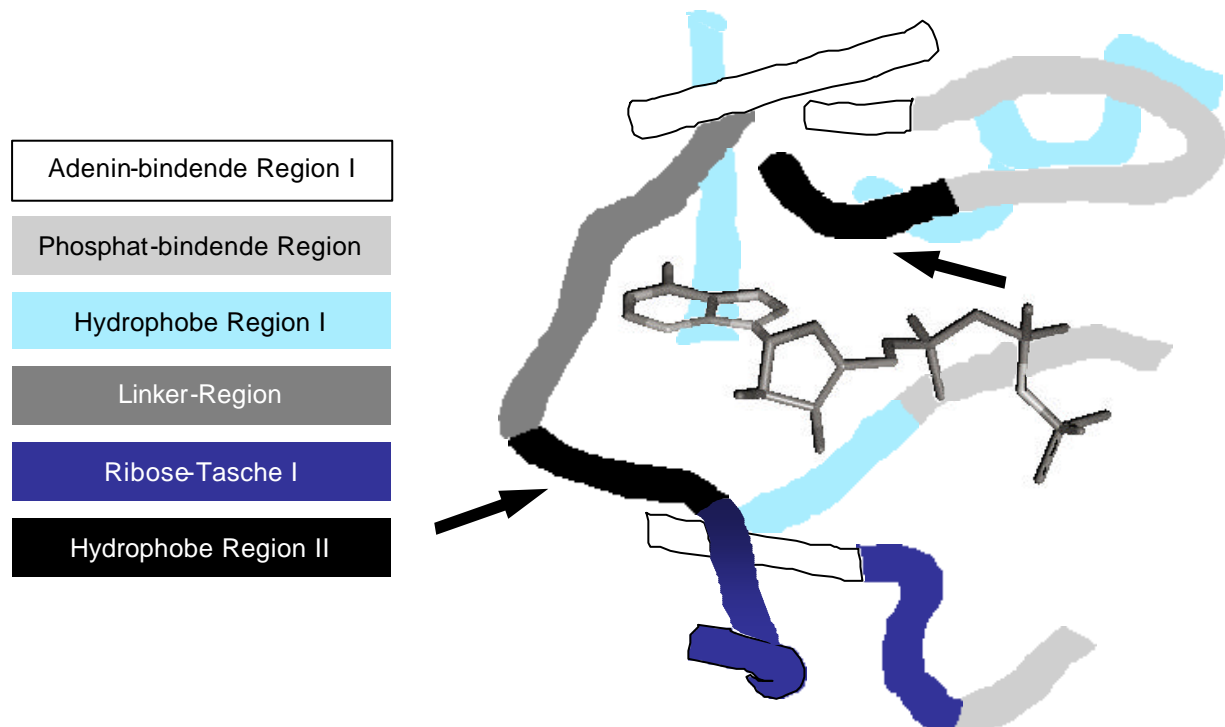 Adenin-bindende Region I
Phosphat-bindende Region
Hydrophobe Region I
Linker-Region
Ribose-Tasche I
Hydrophobe Region II